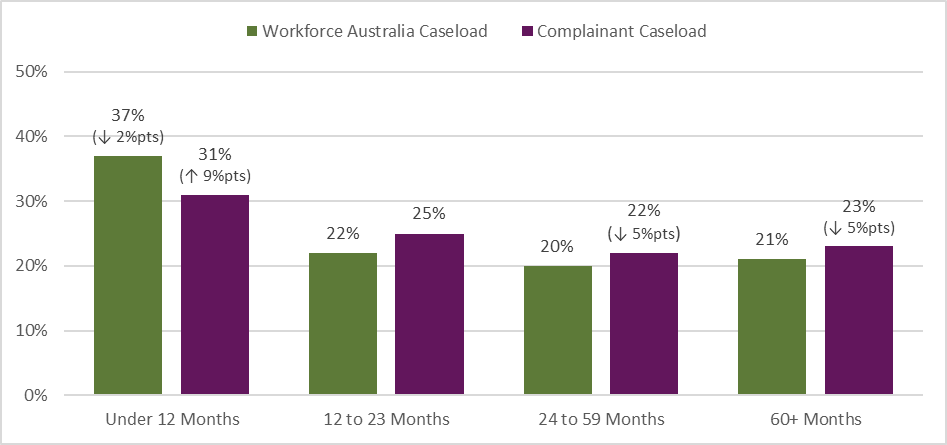 Workforce Australia Caseload
Complainant Caseload
50%
40%
30%
20%
10%
0%
37%
(↓ 2%pts)
31%
(↑ 9%pts)
22%
25%
20%
22%
(↓ 5%pts)
21%
23%
(↓ 5%pts)
Under 12 Months
12 to 23 Months
24 to 59 Months
60+ Months